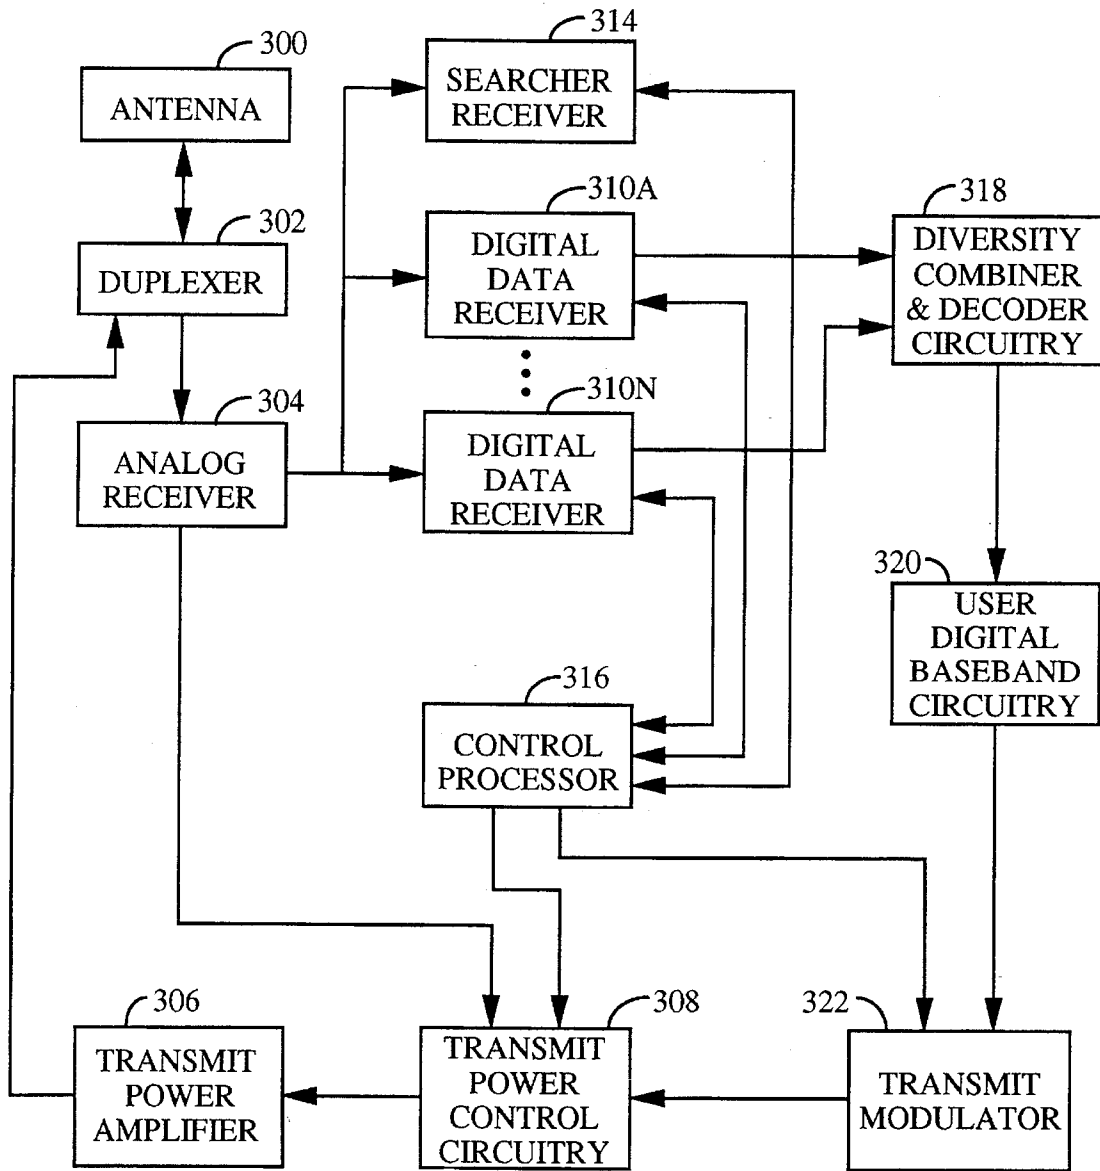 300
ANTENNA
314
SEARCHER
RECEIVER
302
DUPLEXER
310A
DIGITAL
DATA
RECEIVER
318
DIVERSITY
COMBINER
& DECODER
CIRCUITRY
304
ANALOG
RECEIVER
310N
DIGITAL
DATA
RECEIVER
320
USER
DIGITAL
BASEBAND
CIRCUITRY
316
CONTROL
PROCESSOR
306
TRANSMIT
POWER
AMPLIFIER
308
TRANSMIT
POWER
CONTROL
CIRCUITRY
322
TRANSMIT
MODULATOR